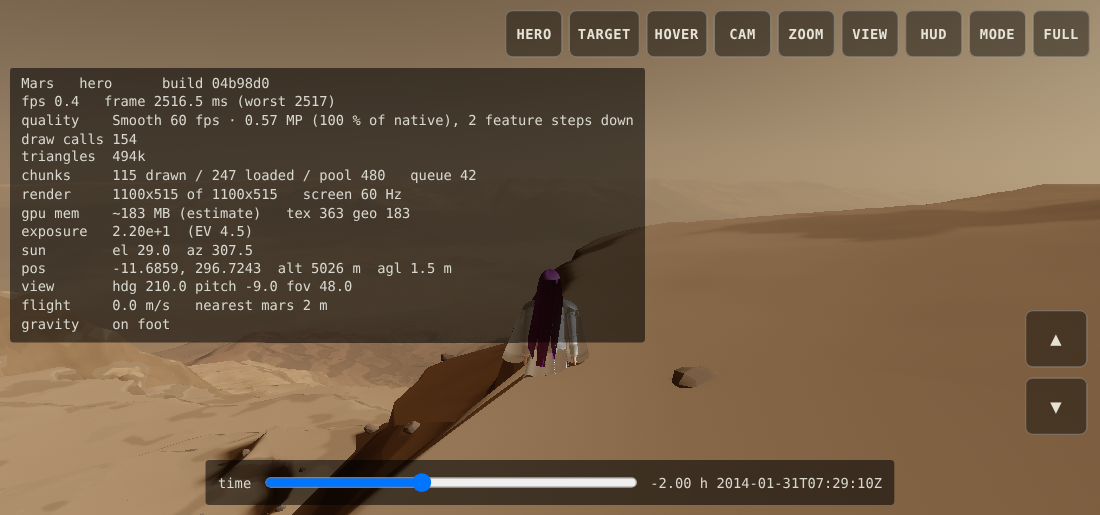 HERO TARGET HOVER CAM ZOOM VIEW HUD MODE FULL
Mars hero build 04b98d0
fps 0.4 frame 2516.5 ms (worst 2517)
quality Smooth 60 fps · 0.57 MP (100 % of native), 2 feature steps down
draw calls 154
triangles 494k
chunks 115 drawn / 247 loaded / pool 480 queue 42
render 1100x515 of 1100x515 screen 60 Hz
gpu mem ~183 MB (estimate) tex 363 geo 183
exposure 2.20e+1 (EV 4.5)
sun el 29.0 az 307.5
pos -11.6859, 296.7243 alt 5026 m agl 1.5 m
view hdg 210.0 pitch -9.0 fov 48.0
flight 0.0 m/s nearest mars 2 m
gravity on foot
▲
▼
time -2.00 h 2014-01-31T07:29:10Z